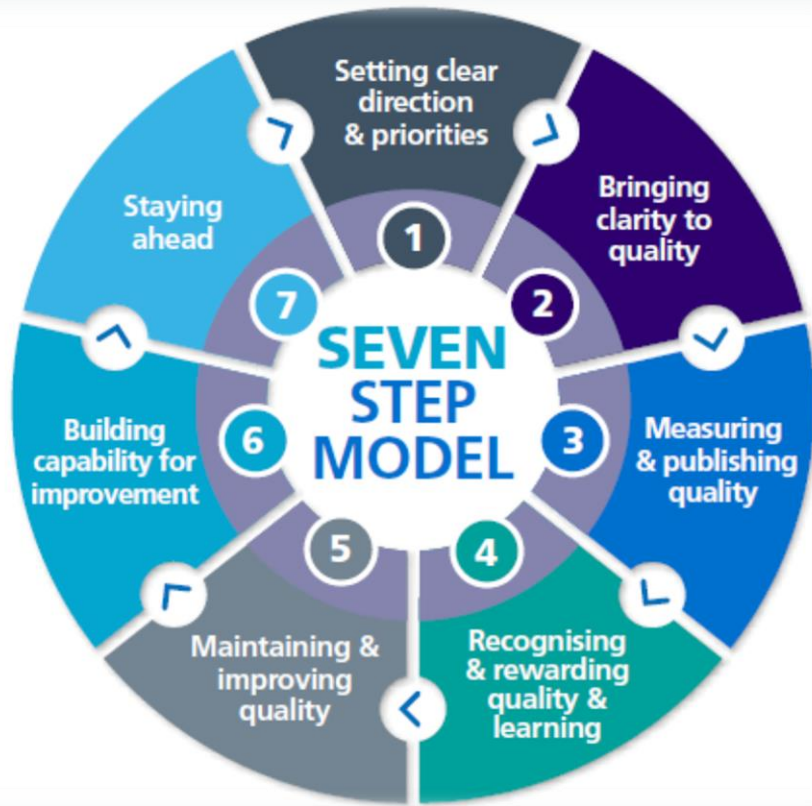 Setting clear
direction
& priorities
1
Bringing
clarity to
quality
2
Measuring
& publishing
quality
3
Recognising
& rewarding
quality &
learning
4
Maintaining &
improving
quality
5
Building
capability for
improvement
6
Staying
ahead
7
SEVEN
STEP
MODEL